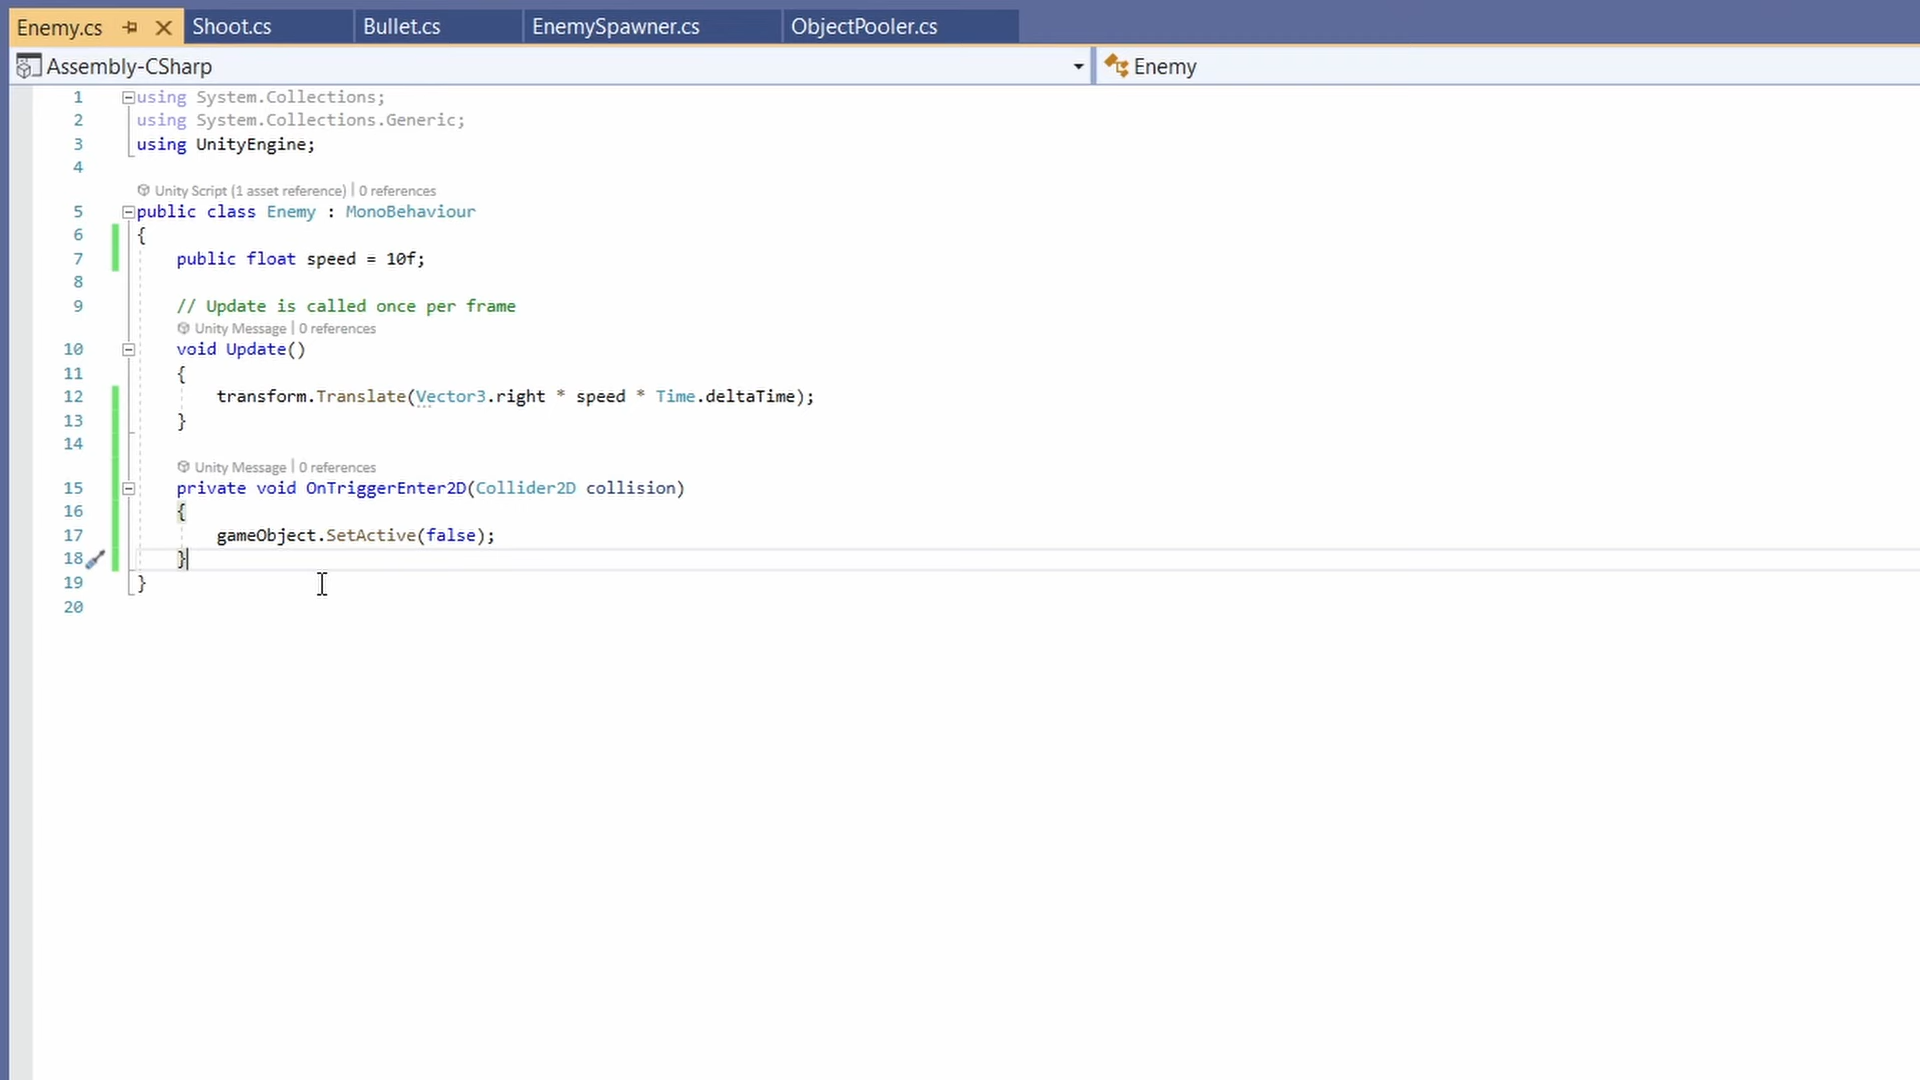 Enemy.cs Shoot.cs Bullet.cs EnemySpawner.cs ObjectPooler.cs
Assembly-CSharp Enemy
1 using System.Collections;
2 using System.Collections.Generic;
3 using UnityEngine;
4
Unity Script (1 asset reference) | 0 references
5 public class Enemy : MonoBehaviour
6 {
7 public float speed = 10f;
8
9 // Update is called once per frame
Unity Message | 0 references
10 void Update()
11 {
12 transform.Translate(Vector3.right * speed * Time.deltaTime);
13 }
14
Unity Message | 0 references
15 private void OnTriggerEnter2D(Collider2D collision)
16 {
17 gameObject.SetActive(false);
18 }
19 }
20